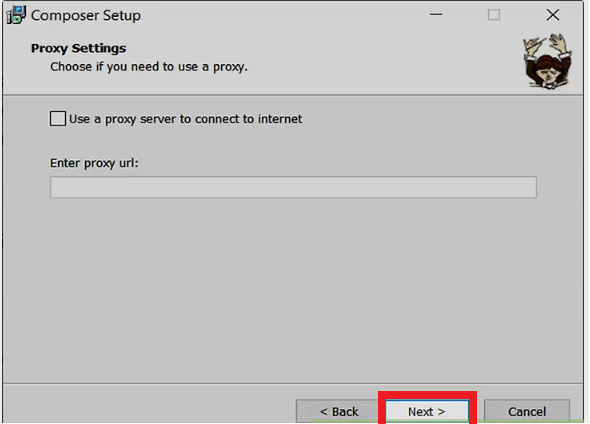 Composer Setup
Proxy Settings
Choose if you need to use a proxy.
Use a proxy server to connect to internet
Enter proxy url:
< Back Next > Cancel